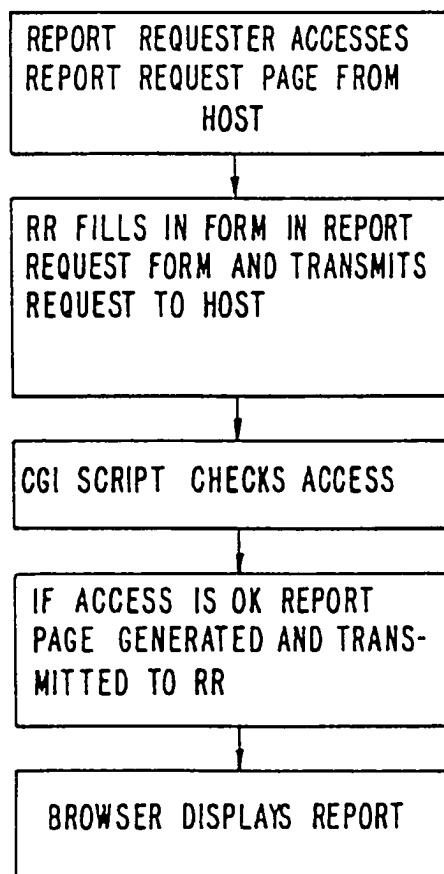 REPORT REQUESTER ACCESSES
REPORT REQUEST PAGE FROM
HOST
RR FILLS IN FORM IN REPORT
REQUEST FORM AND TRANSMITS
REQUEST TO HOST
CGI SCRIPT CHECKS ACCESS
IF ACCESS IS OK REPORT
PAGE GENERATED AND TRANS-
MITTED TO RR
BROWSER DISPLAYS REPORT